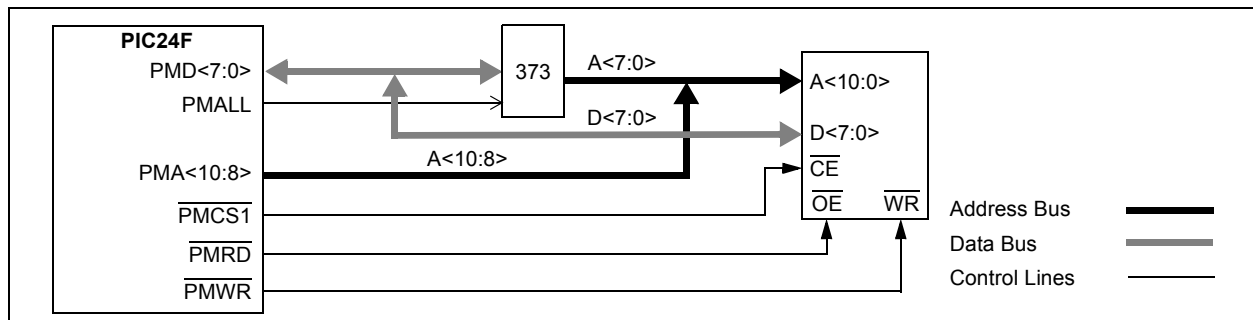 PIC24F
PMD<7:0>
PMALL
PMA<10:8>
PMCS1
PMRD
PMWR
373
A<7:0>
D<7:0>
A<10:8>
A<10:0>
D<7:0>
CE
OE WR
Address Bus
Data Bus
Control Lines